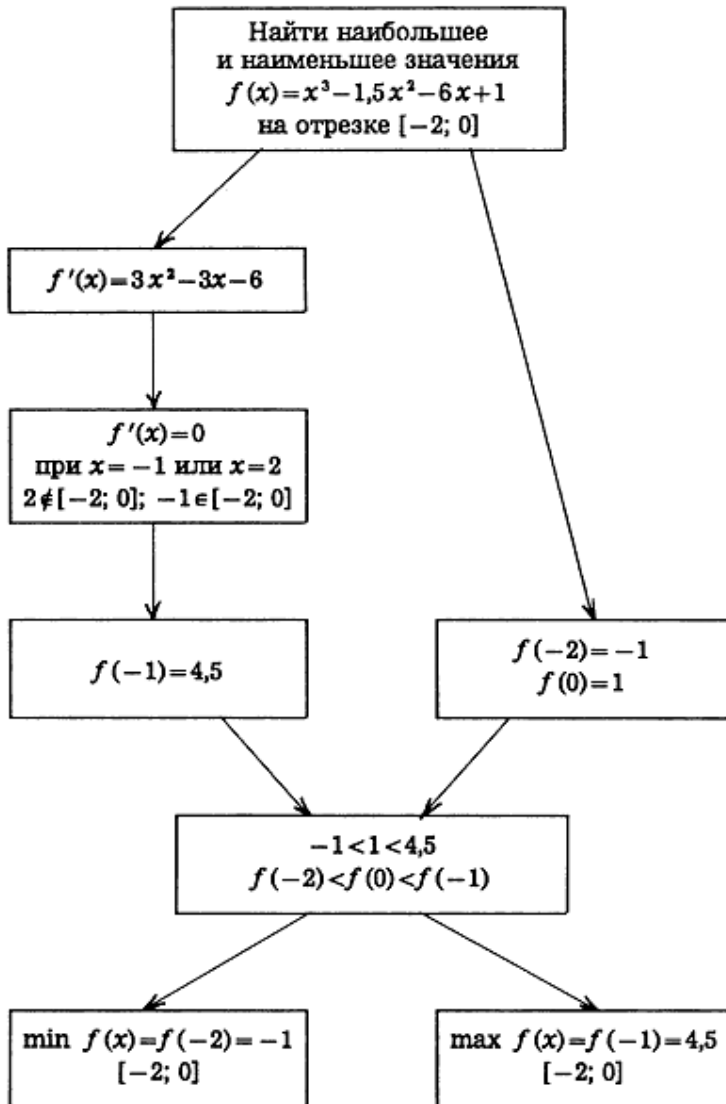 Найти наибольшее
и наименьшее значения
f(x)=x³−1,5x²−6x+1
на отрезке [−2; 0]
f'(x)=3x²−3x−6
f'(x)=0
при x=−1 или x=2
2∉[−2; 0]; −1∈[−2; 0]
f(−1)=4,5
f(−2)=−1
f(0)=1
−1<1<4,5
f(−2)<f(0)<f(−1)
min f(x)=f(−2)=−1
[−2; 0]
max f(x)=f(−1)=4,5
[−2; 0]